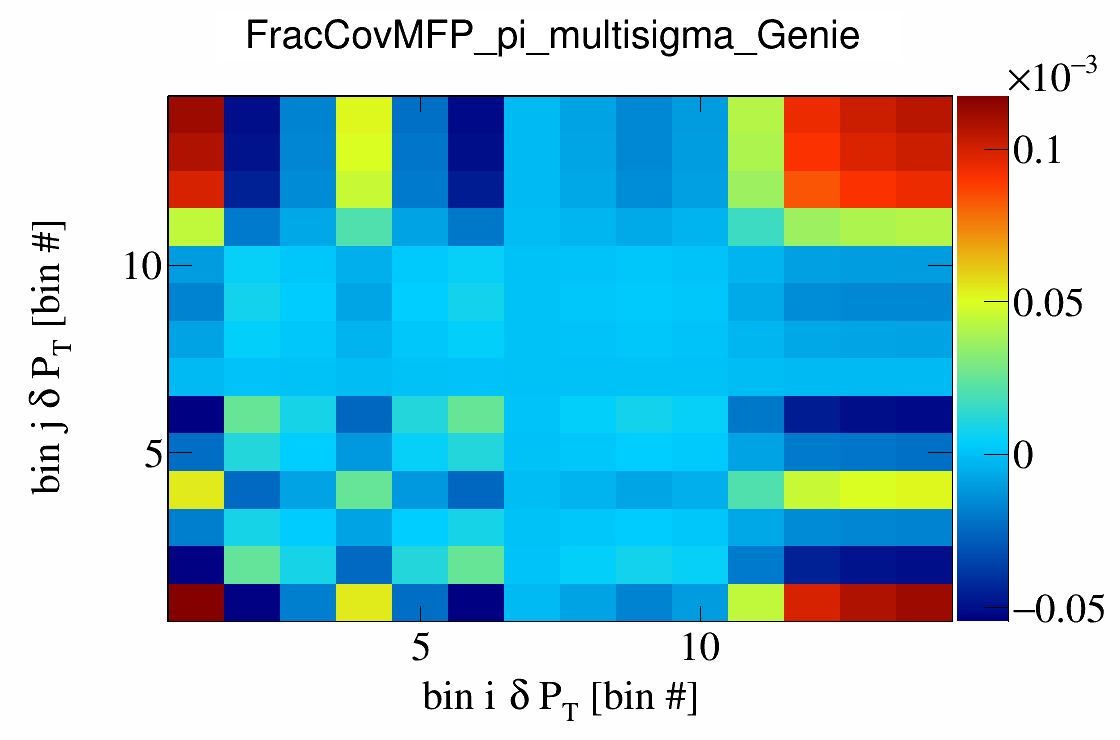 FracCovMFP_pi_multisigma_Genie
×10⁻³
0.1
0.05
0
−0.05
10
5
bin j δ P_T [bin #]
5 10
bin i δ P_T [bin #]